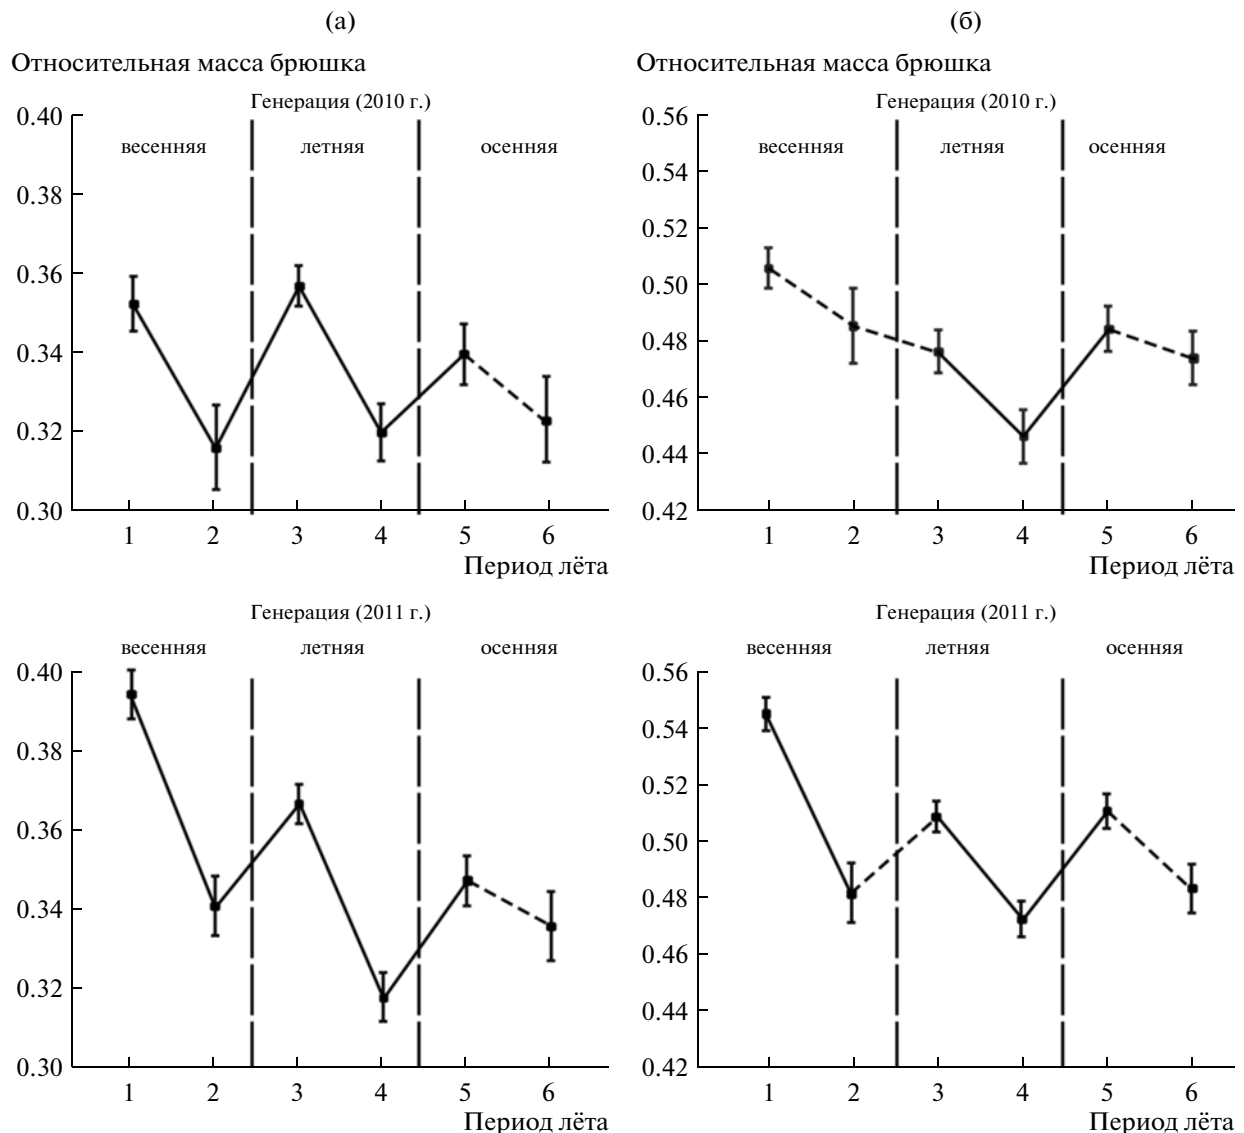 (а)
Относительная масса брюшка
Генерация (2010 г.)
весенняя летняя осенняя
0.40
0.38
0.36
0.34
0.32
0.30
1 2 3 4 5 6
Период лёта
(б)
Относительная масса брюшка
Генерация (2010 г.)
весенняя летняя осенняя
0.56
0.54
0.52
0.50
0.48
0.46
0.44
0.42
1 2 3 4 5 6
Период лёта
Генерация (2011 г.)
весенняя летняя осенняя
0.40
0.38
0.36
0.34
0.32
0.30
1 2 3 4 5 6
Период лёта
Генерация (2011 г.)
весенняя летняя осенняя
0.56
0.54
0.52
0.50
0.48
0.46
0.44
0.42
1 2 3 4 5 6
Период лёта